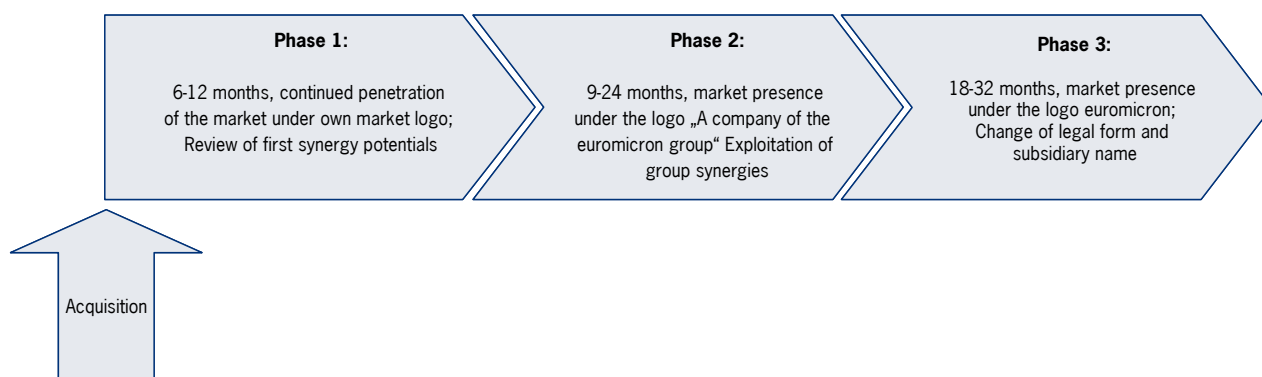 Phase 1:
6-12 months, continued penetration
of the market under own market logo;
Review of first synergy potentials
Phase 2:
9-24 months, market presence
under the logo „A company of the
euromicron group“ Exploitation of
group synergies
Phase 3:
18-32 months, market presence
under the logo euromicron;
Change of legal form and
subsidiary name
Acquisition